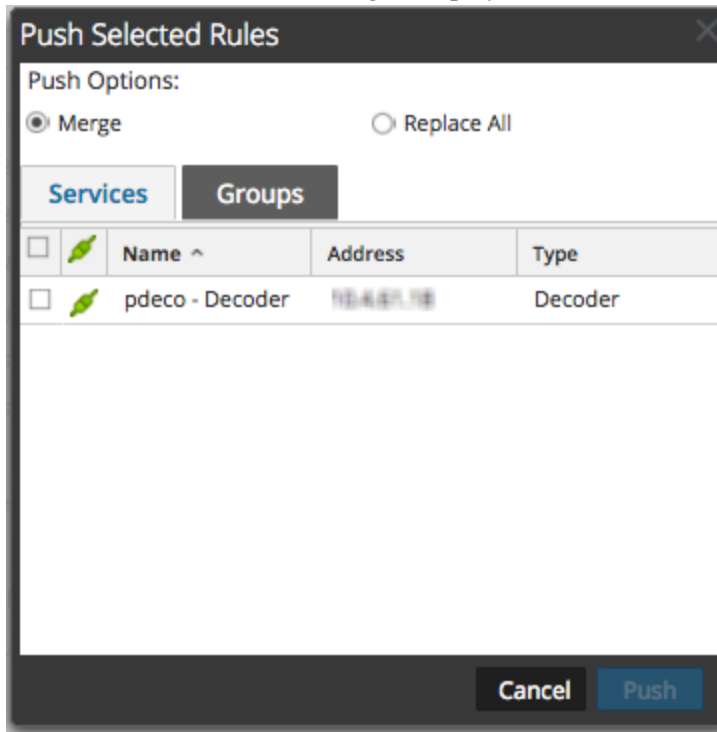 Push Selected Rules
Push Options:
Merge Replace All
Services Groups
Name Address Type
pdeco - Decoder Decoder
Cancel Push